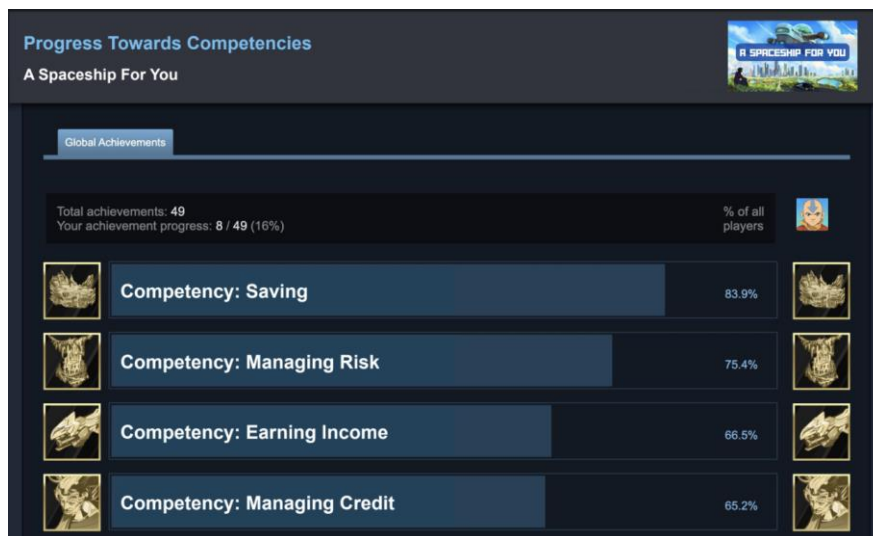 Progress Towards Competencies
A Spaceship For You
A SPACESHIP FOR YOU
Global Achievements
Total achievements: 49
Your achievement progress: 8 / 49 (16%)
% of all
players
Competency: Saving
83.9%
Competency: Managing Risk
75.4%
Competency: Earning Income
66.5%
Competency: Managing Credit
65.2%